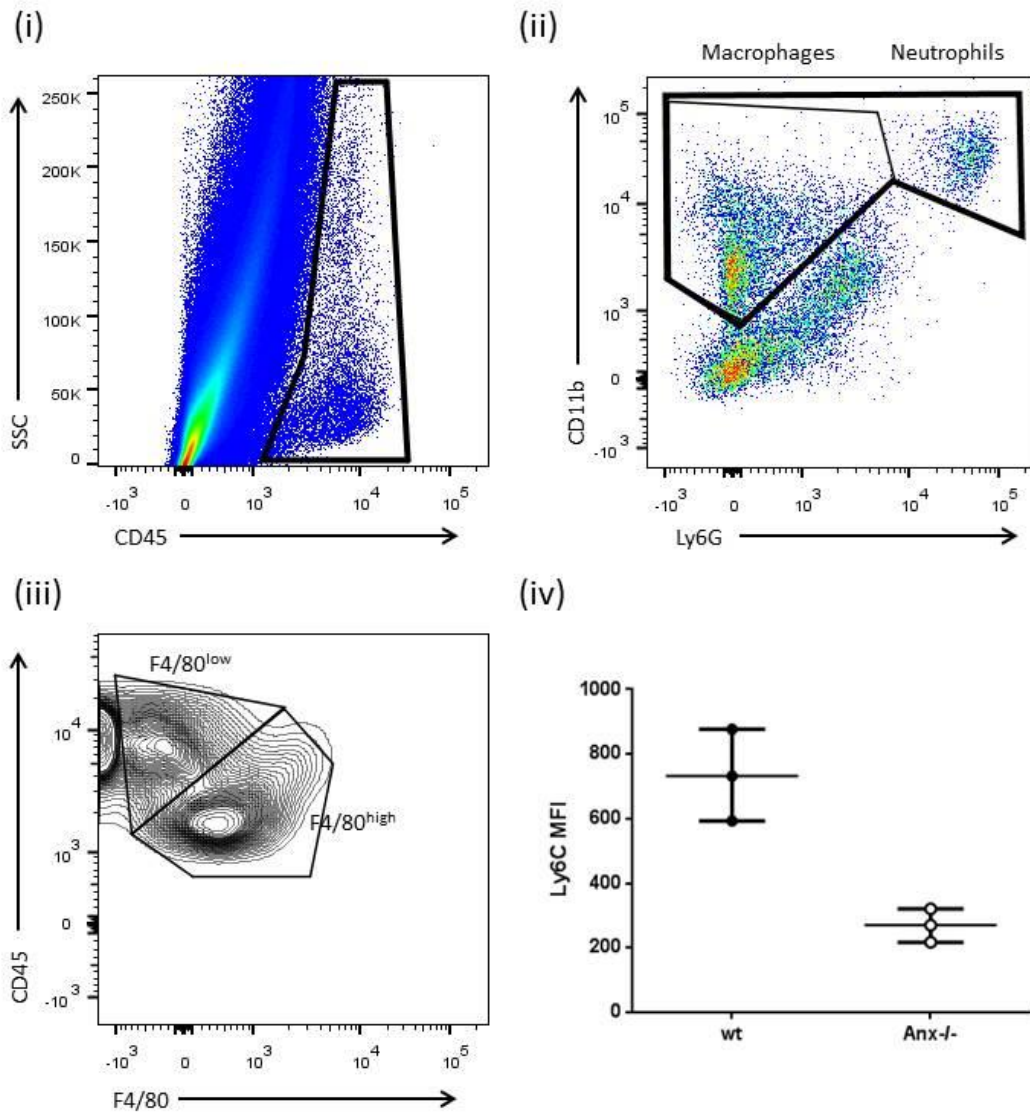 (i)
250K
200K
150K
100K
50K
0
SSC
-10³ 0 10³ 10⁴ 10⁵
CD45
(ii)
Macrophages Neutrophils
10⁵
10⁴
10³
0
-10³
CD11b
-10³ 0 10³ 10⁴ 10⁵
Ly6G
(iii)
F4/80ˡᵒʷ
F4/80ʰⁱᵍʰ
10⁴
10³
0
-10³
CD45
-10³ 0 10³ 10⁴ 10⁵
F4/80
(iv)
1000
800
600
400
200
0
Ly6C MFI
wt Anx-/-